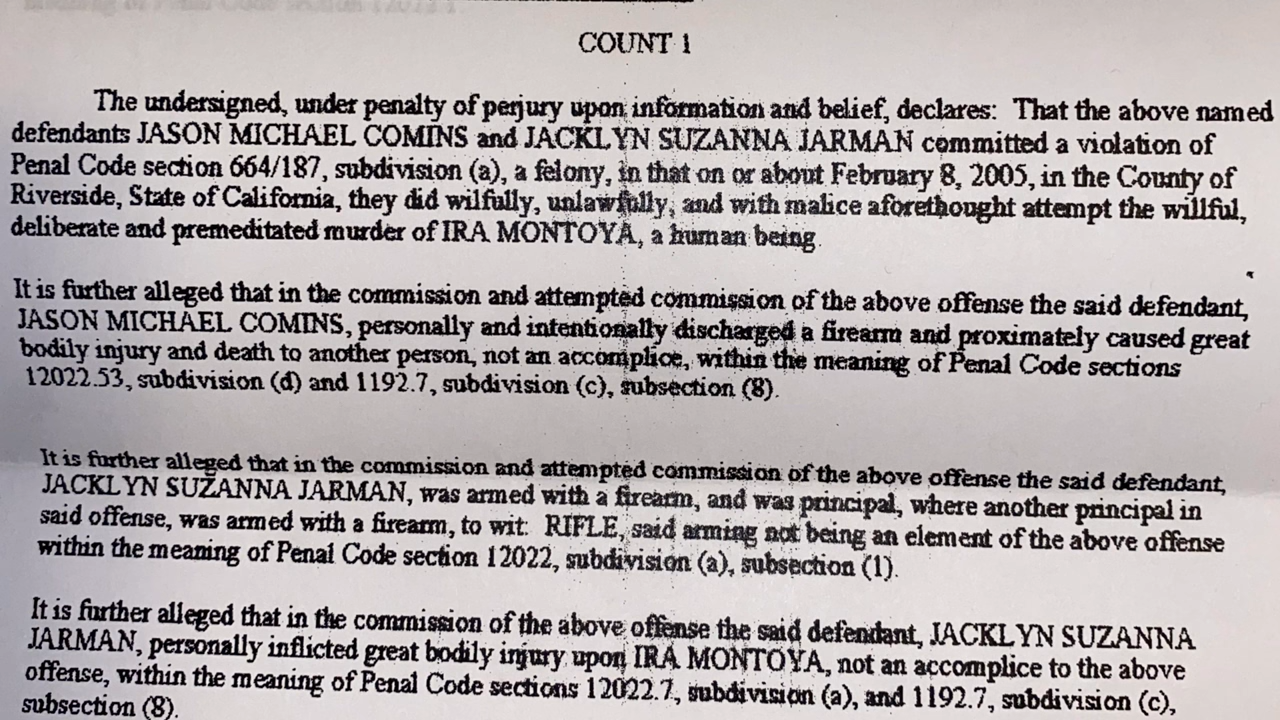 COUNT 1
The undersigned, under penalty of perjury upon information and belief, declares: That the above named
defendants JASON MICHAEL COMINS and JACKLYN SUZANNA JARMAN committed a violation of
Penal Code section 664/187, subdivision (a), a felony, in that on or about February 8, 2005, in the County of
Riverside, State of California, they did wilfully, unlawfully, and with malice aforethought attempt the willful,
deliberate and premeditated murder of IRA MONTOYA, a human being.
It is further alleged that in the commission and attempted commission of the above offense the said defendant,
JASON MICHAEL COMINS, personally and intentionally discharged a firearm and proximately caused great
bodily injury and death to another person, not an accomplice, within the meaning of Penal Code sections
12022.53, subdivision (d) and 1192.7, subdivision (c), subsection (8).
It is further alleged that in the commission and attempted commission of the above offense the said defendant,
JACKLYN SUZANNA JARMAN, was armed with a firearm, and was principal, where another principal in
said offense, was armed with a firearm, to wit: RIFLE, said arming not being an element of the above offense
within the meaning of Penal Code section 12022, subdivision (a), subsection (1).
It is further alleged that in the commission of the above offense the said defendant, JACKLYN SUZANNA
JARMAN, personally inflicted great bodily injury upon IRA MONTOYA, not an accomplice to the above
offense, within the meaning of Penal Code sections 12022.7, subdivision (a), and 1192.7, subdivision (c),
subsection (8).